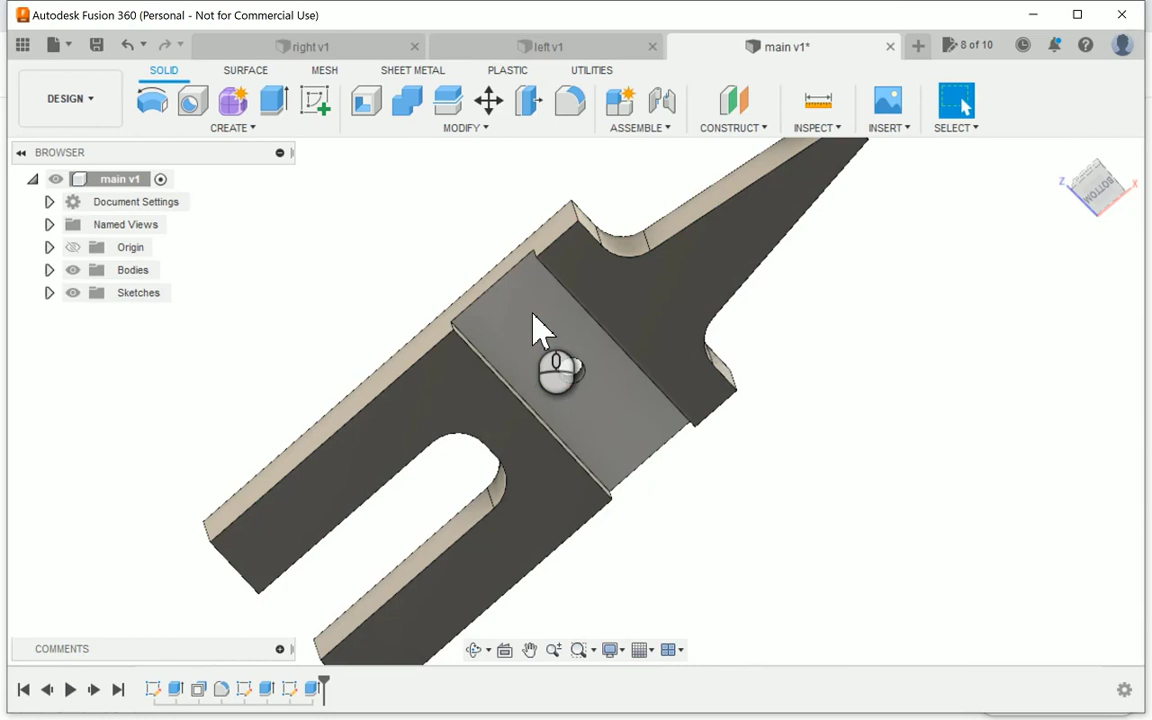 Autodesk Fusion 360 (Personal - Not for Commercial Use)
right v1
left v1
main v1*
8 of 10
DESIGN
SOLID
SURFACE
MESH
SHEET METAL
PLASTIC
UTILITIES
CREATE
MODIFY
ASSEMBLE
CONSTRUCT
INSPECT
INSERT
SELECT
BROWSER
main v1
Document Settings
Named Views
Origin
Bodies
Sketches
Z
X
BOTTOM
COMMENTS